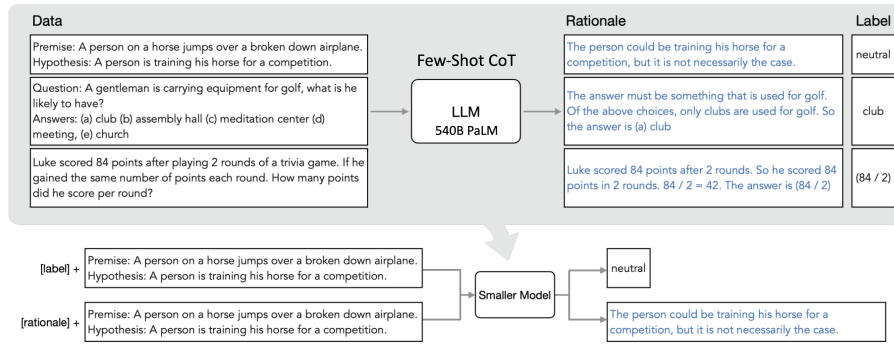 Data
Rationale
Label
Premise: A person on a horse jumps over a broken down airplane.
Hypothesis: A person is training his horse for a competition.
Few-Shot CoT
The person could be training his horse for a
competition, but it is not necessarily the case.
neutral
Question: A gentleman is carrying equipment for golf, what is he
likely to have?
Answers: (a) club (b) assembly hall (c) meditation center (d)
meeting, (e) church
LLM
540B PaLM
The answer must be something that is used for golf.
Of the above choices, only clubs are used for golf. So
the answer is (a) club
club
Luke scored 84 points after playing 2 rounds of a trivia game. If he
gained the same number of points each round. How many points
did he score per round?
Luke scored 84 points after 2 rounds. So he scored 84
points in 2 rounds. 84 / 2 = 42. The answer is (84 / 2)
(84 / 2)
[label] +
Premise: A person on a horse jumps over a broken down airplane.
Hypothesis: A person is training his horse for a competition.
Smaller Model
neutral
[rationale] +
Premise: A person on a horse jumps over a broken down airplane.
Hypothesis: A person is training his horse for a competition.
The person could be training his horse for a
competition, but it is not necessarily the case.